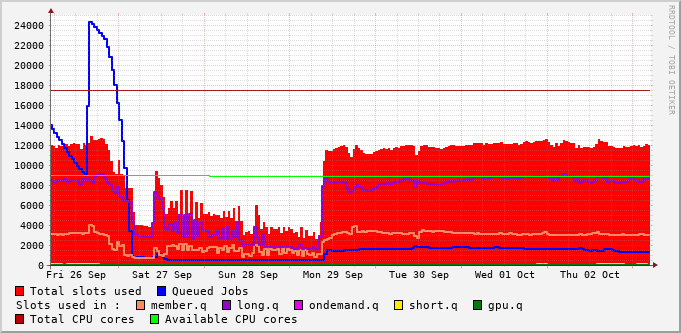 24000
22000
20000
18000
16000
14000
12000
10000
8000
6000
4000
2000
0
Fri 26 Sep Sat 27 Sep Sun 28 Sep Mon 29 Sep Tue 30 Sep Wed 01 Oct Thu 02 Oct
Total slots used Queued Jobs
Slots used in : member.q long.q ondemand.q short.q gpu.q
Total CPU cores Available CPU cores
RRDTOOL / TOBI OETIKER